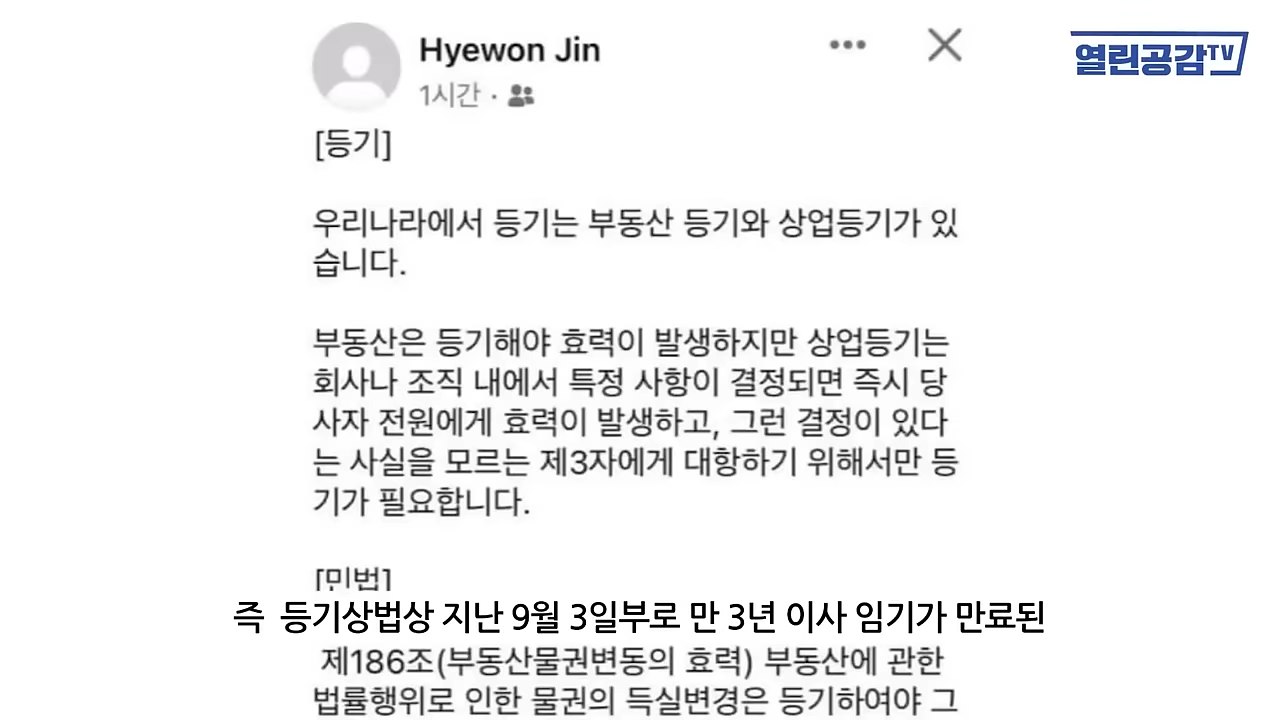 Hyewon Jin
열린공감TV
1시간 ·
[등기]
우리나라에서 등기는 부동산 등기와 상업등기가 있
습니다.
부동산은 등기해야 효력이 발생하지만 상업등기는
회사나 조직 내에서 특정 사항이 결정되면 즉시 당
사자 전원에게 효력이 발생하고, 그런 결정이 있다
는 사실을 모르는 제3자에게 대항하기 위해서만 등
기가 필요합니다.
[민법]
즉 등기상법상 지난 9월 3일부로 만 3년 이사 임기가 만료된
제186조(부동산물권변동의 효력) 부동산에 관한
법률행위로 인한 물권의 득실변경은 등기하여야 그